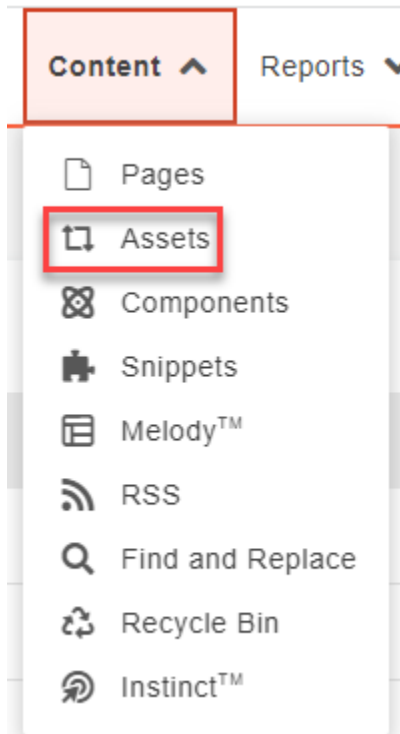 Content Reports
Pages
Assets
Components
Snippets
Melody™
RSS
Find and Replace
Recycle Bin
Instinct™